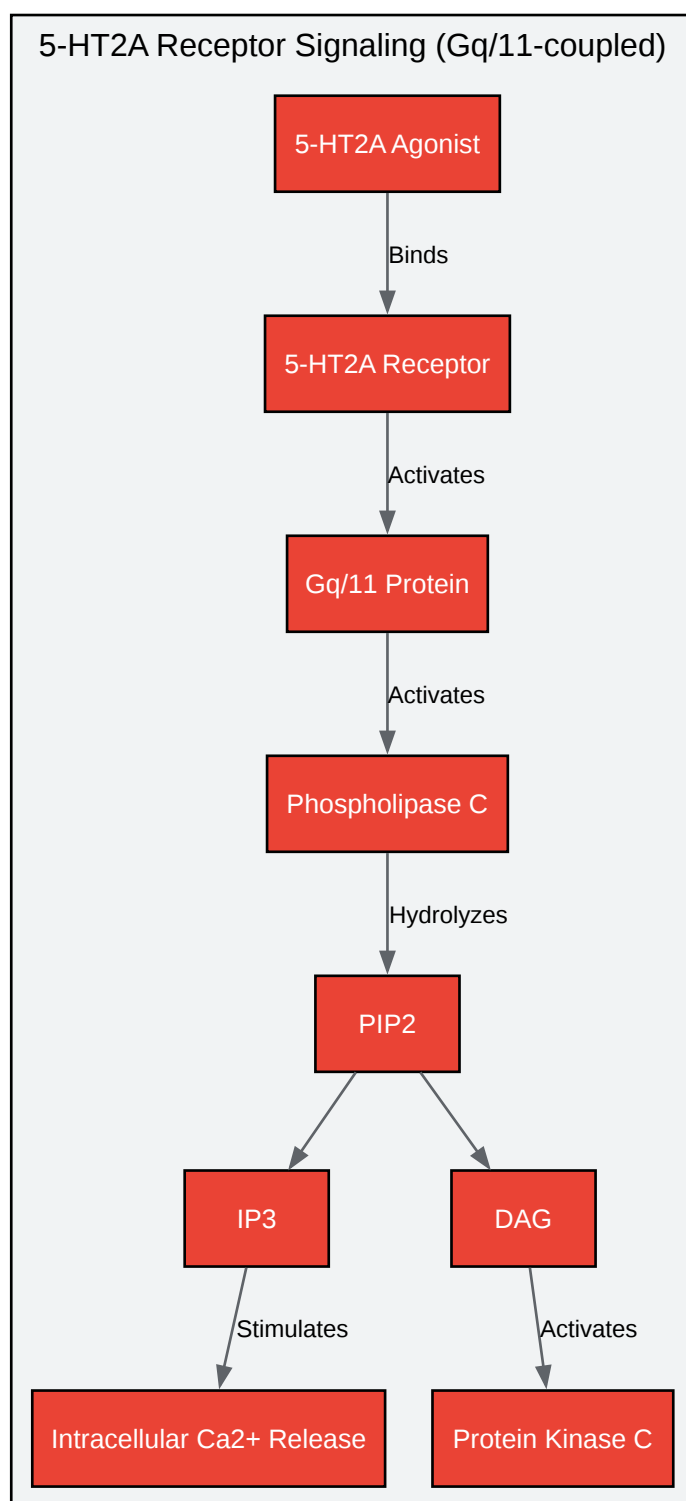 5-HT2A Receptor Signaling (Gq/11-coupled)
5-HT2A Agonist
Binds
5-HT2A Receptor
Activates
Gq/11 Protein
Activates
Phospholipase C
Hydrolyzes
PIP2
IP3
DAG
Stimulates
Activates
Intracellular Ca2+ Release
Protein Kinase C